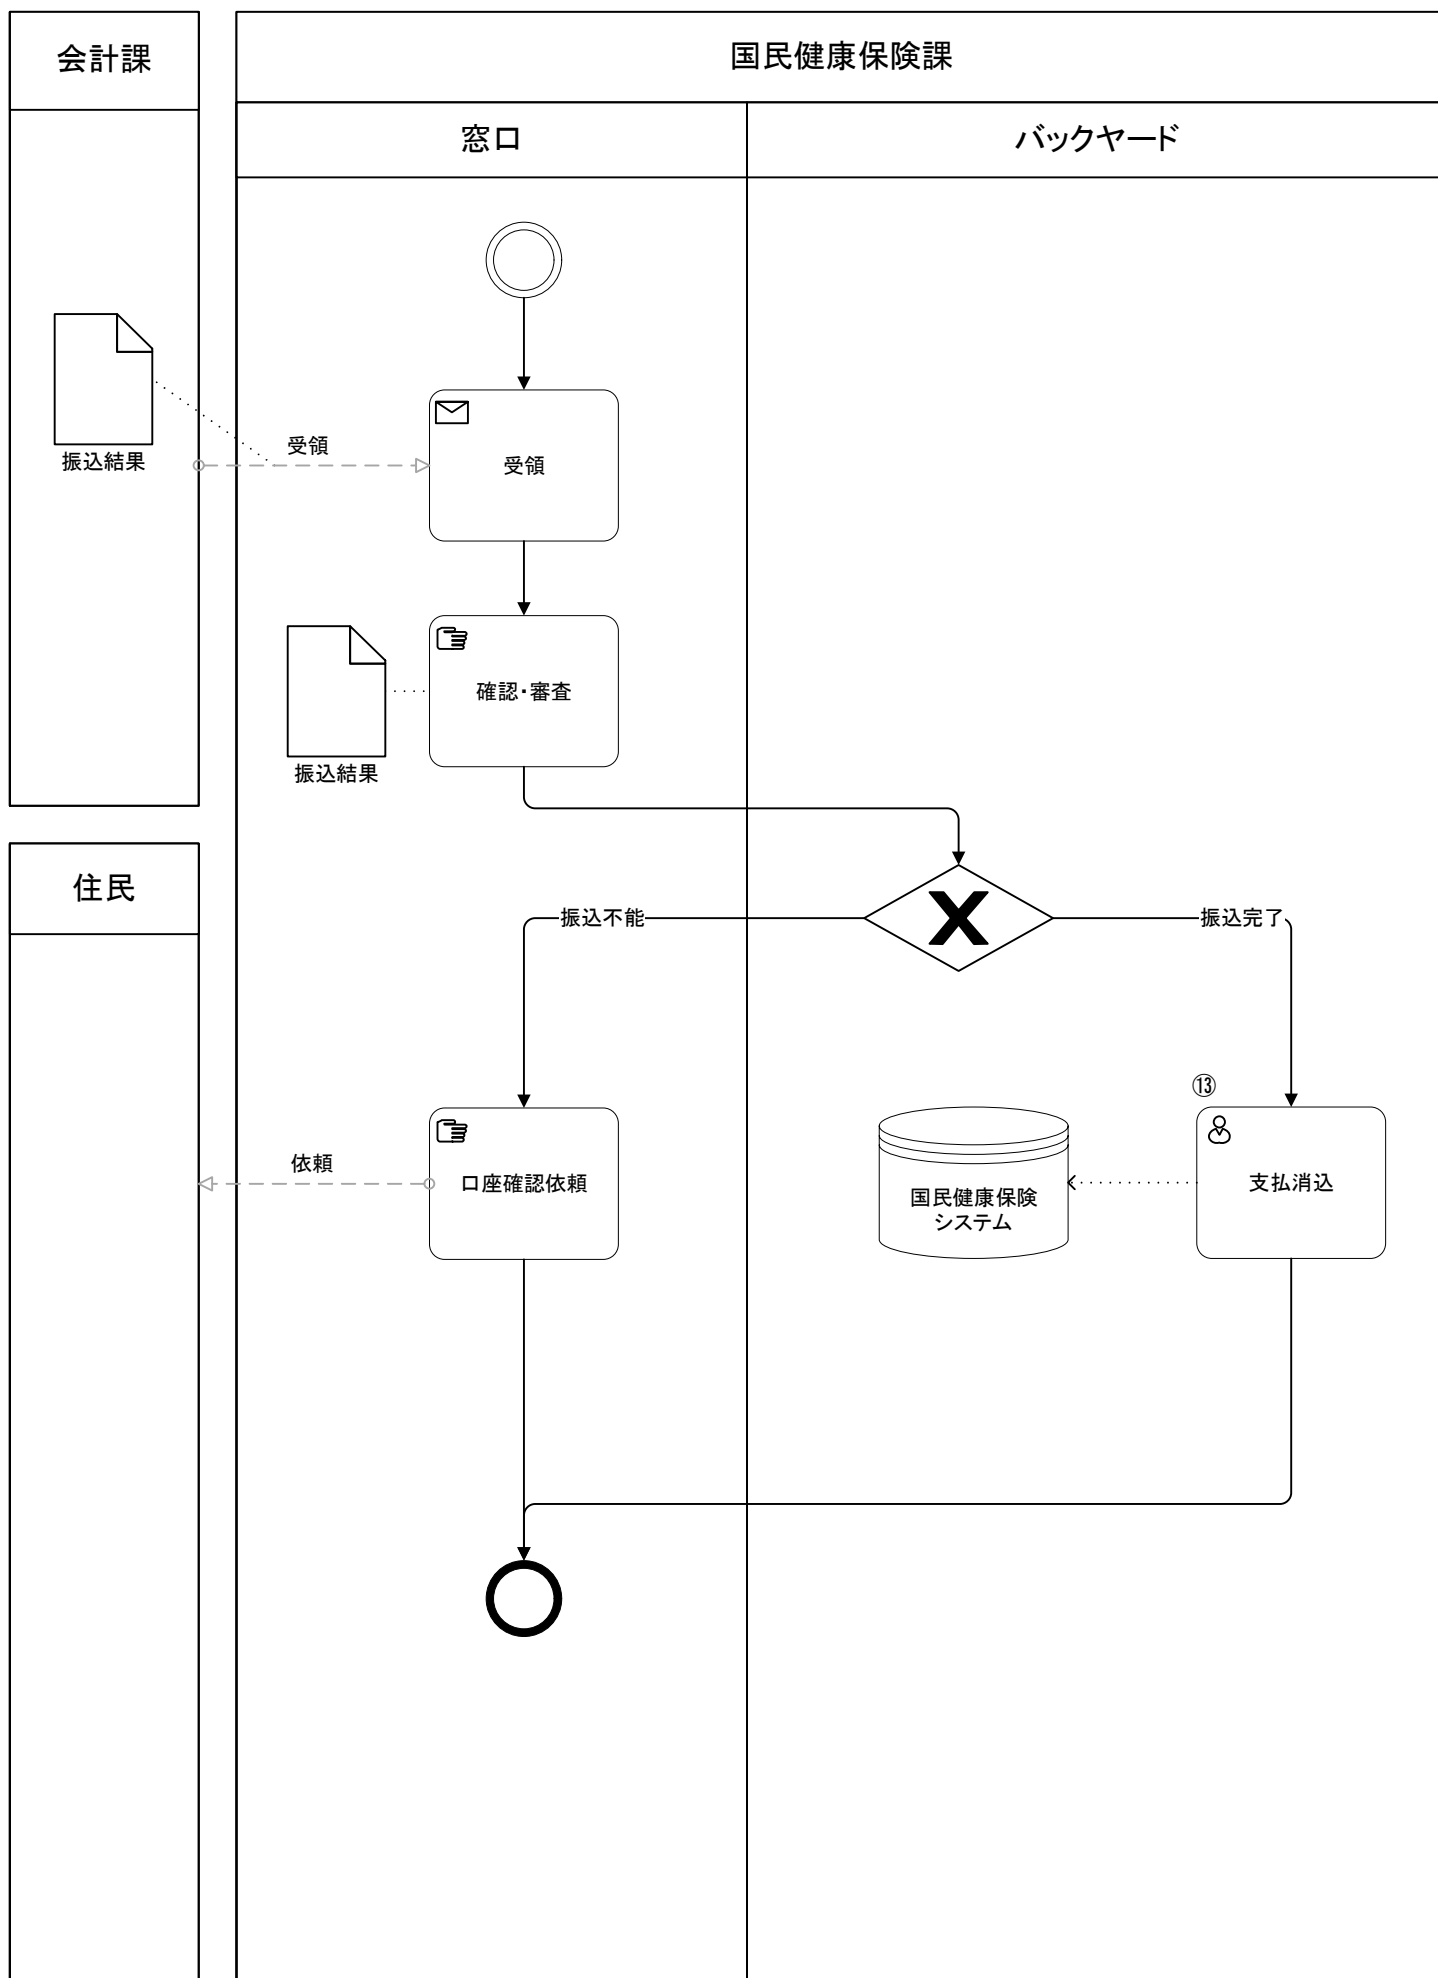 会計課
国民健康保険課
窓口
バックヤード
受領
振込結果
受領
確認・審査
振込結果
住民
振込不能
振込完了
⑬
依頼
口座確認依頼
国民健康保険
システム
支払消込